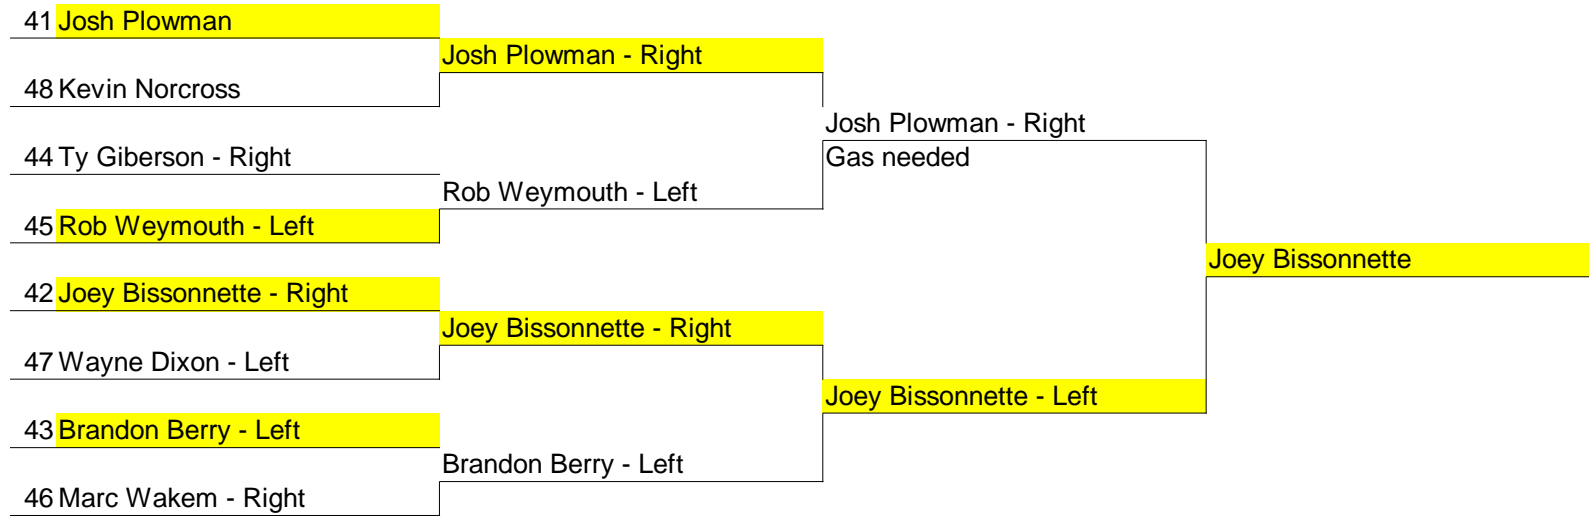 41 Josh Plowman
Josh Plowman - Right
48 Kevin Norcross
Josh Plowman - Right
44 Ty Giberson - Right
Gas needed
Rob Weymouth - Left
45 Rob Weymouth - Left
Joey Bissonnette
42 Joey Bissonnette - Right
Joey Bissonnette - Right
47 Wayne Dixon - Left
Joey Bissonnette - Left
43 Brandon Berry - Left
Brandon Berry - Left
46 Marc Wakem - Right